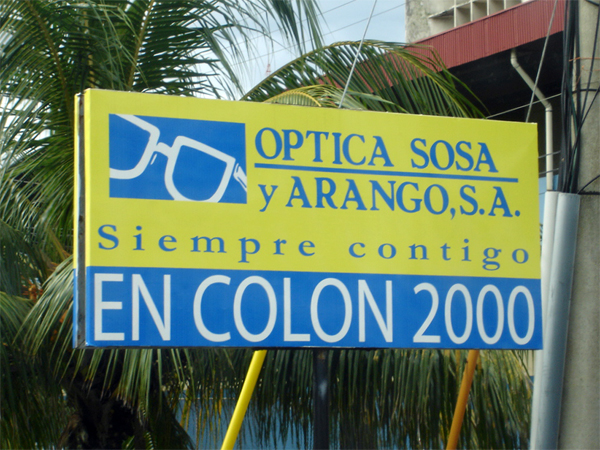 OPTICA SOSA
y ARANGO, S.A.
Siempre contigo
EN COLON 2000